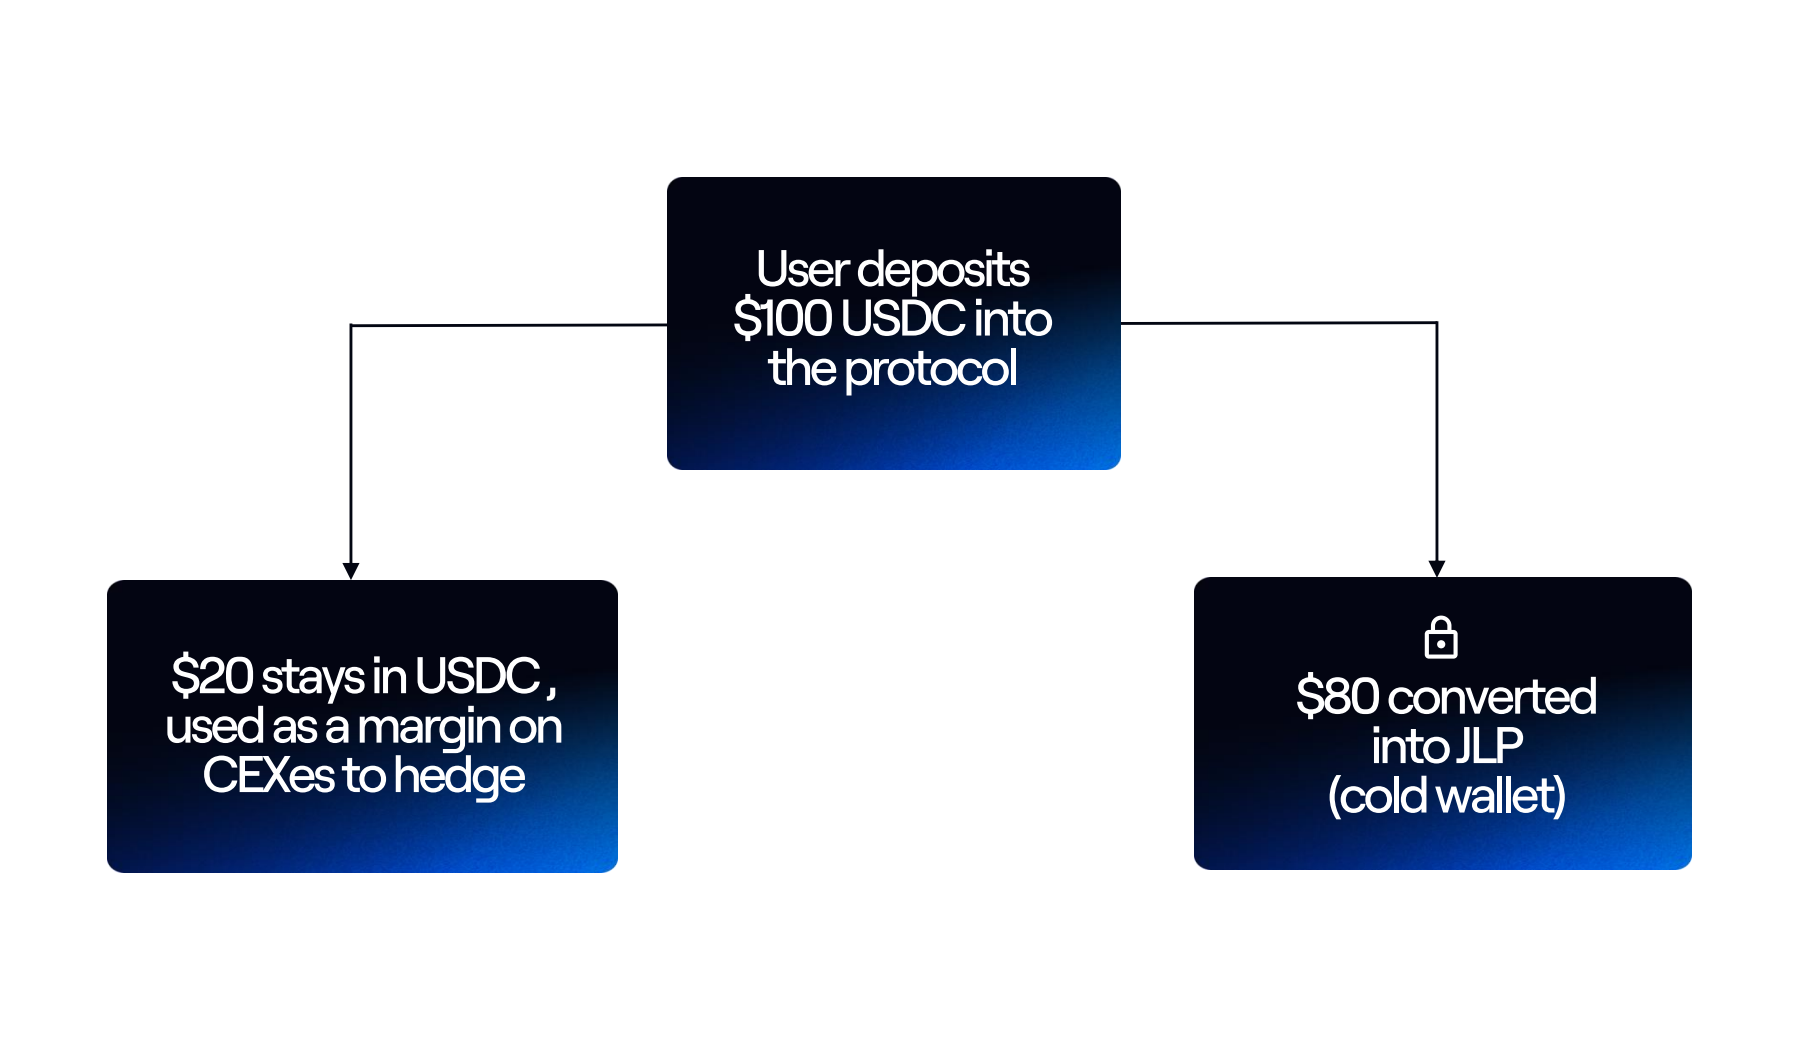 User deposits
$100 USDC into
the protocol
$20 stays in USDC ,
used as a margin on
CEXes to hedge
$80 converted
into JLP
(cold wallet)